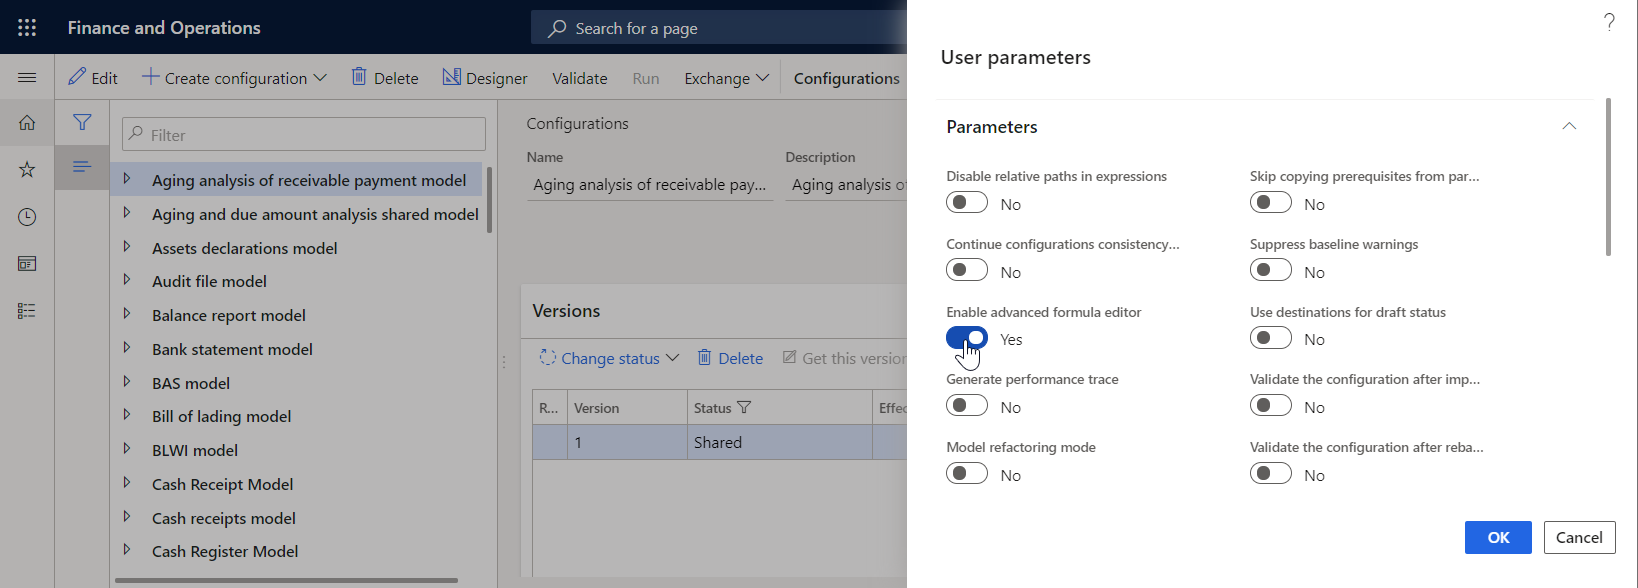 Finance and Operations
Search for a page
Edit
Create configuration
Delete
Designer
Validate
Run
Exchange
Configurations
Filter
Aging analysis of receivable payment model
Aging and due amount analysis shared model
Assets declarations model
Audit file model
Balance report model
Bank statement model
BAS model
Bill of lading model
BLWI model
Cash Receipt Model
Cash receipts model
Cash Register Model
Configurations
Name
Description
Aging analysis of receivable pay...
Aging analysis of
Versions
Change status
Delete
Get this version
R...
Version
Status
Effec
1
Shared
?
User parameters
Parameters
Disable relative paths in expressions
No
Skip copying prerequisites from par...
No
Continue configurations consistency...
No
Suppress baseline warnings
No
Enable advanced formula editor
Yes
Use destinations for draft status
No
Generate performance trace
No
Validate the configuration after imp...
No
Model refactoring mode
No
Validate the configuration after reba...
No
OK
Cancel